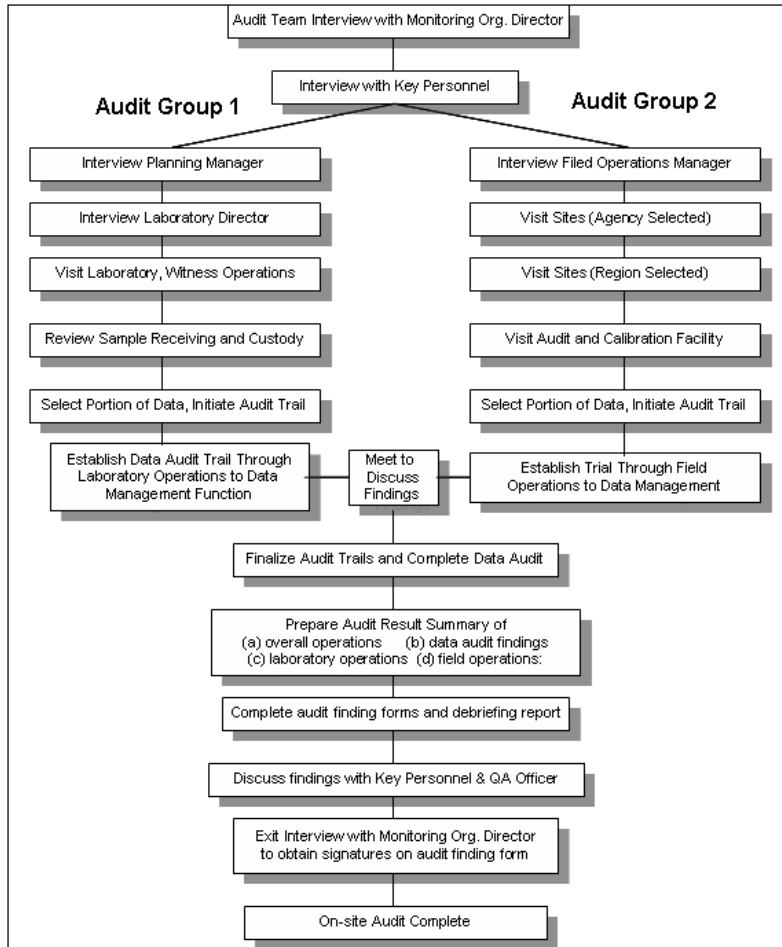 Audit Team Interview with Monitoring Org. Director
Interview with Key Personnel
Audit Group 1
Audit Group 2
Interview Planning Manager
Interview Laboratory Director
Visit Laboratory, Witness Operations
Review Sample Receiving and Custody
Select Portion of Data, Initiate Audit Trail
Establish Data Audit Trail Through
Laboratory Operations to Data
Management Function
Interview Filed Operations Manager
Visit Sites (Agency Selected)
Visit Sites (Region Selected)
Visit Audit and Calibration Facility
Select Portion of Data, Initiate Audit Trail
Establish Trial Through Field
Operations to Data Management
Meet to
Discuss
Findings
Finalize Audit Trails and Complete Data Audit
Prepare Audit Result Summary of
(a) overall operations (b) data audit findings
(c) laboratory operations (d) field operations:
Complete audit finding forms and debriefing report
Discuss findings with Key Personnel & QA Officer
Exit Interview with Monitoring Org. Director
to obtain signatures on audit finding form
On-site Audit Complete